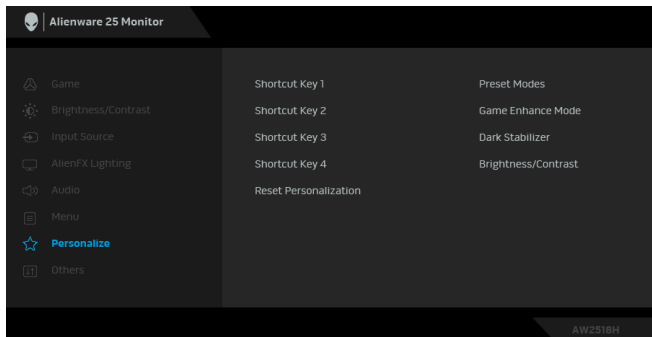 Alienware 25 Monitor
Game
Brightness/Contrast
Input Source
AlienFX Lighting
Audio
Menu
Personalize
Others
Shortcut Key 1 Preset Modes
Shortcut Key 2 Game Enhance Mode
Shortcut Key 3 Dark Stabilizer
Shortcut Key 4 Brightness/Contrast
Reset Personalization
AW2518H